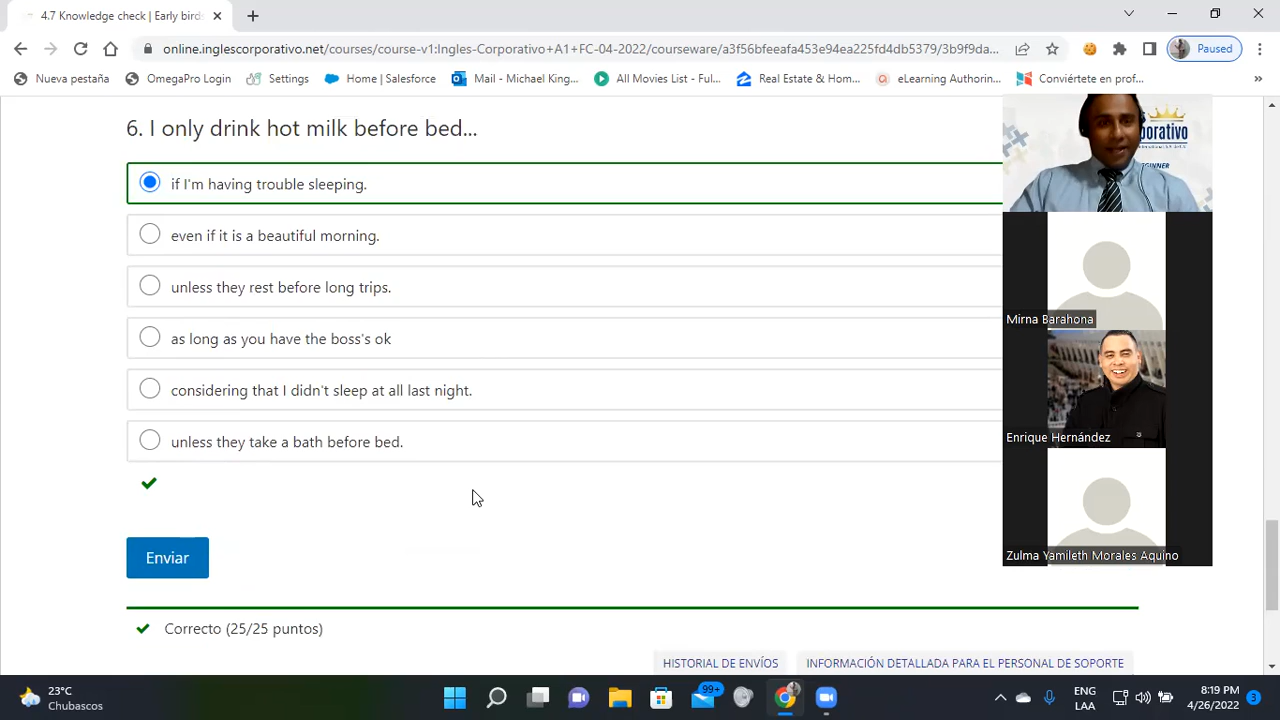 4.7 Knowledge check | Early bird
online.inglescorporativo.net/courses/course-v1:Ingles-Corporativo+A1+FC-04-2022/courseware/a3f56bfeeafa453e94ea225fd4db5379/3b9f9da...
Paused
Nueva pestaña
OmegaPro Login
Settings
Home | Salesforce
Mail - Michael King...
All Movies List - Ful...
Real Estate & Hom...
eLearning Authorin...
Conviértete en prof...
»
6. I only drink hot milk before bed...
if I'm having trouble sleeping.
even if it is a beautiful morning.
unless they rest before long trips.
as long as you have the boss's ok
considering that I didn't sleep at all last night.
unless they take a bath before bed.
Enviar
Correcto (25/25 puntos)
HISTORIAL DE ENVÍOS
INFORMACIÓN DETALLADA PARA EL PERSONAL DE SOPORTE
orporativo
GINNER
Mirna Barahona
Enrique Hernández
Zulma Yamileth Morales Aquino
23°C
Chubascos
99+
ENG
LAA
8:19 PM
4/26/2022
3